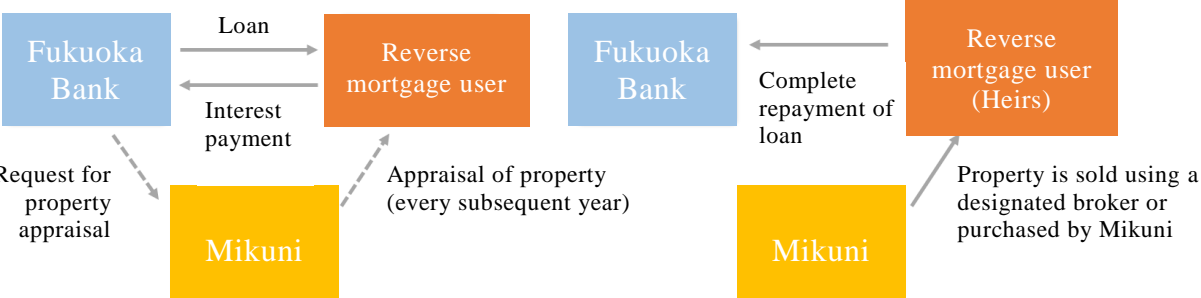 Fukuoka
Bank
Loan
Reverse
mortgage user
Interest
payment
Request for
property
appraisal
Mikuni
Appraisal of property
(every subsequent year)
Fukuoka
Bank
Complete
repayment of
loan
Reverse
mortgage user
(Heirs)
Mikuni
Property is sold using a
designated broker or
purchased by Mikuni